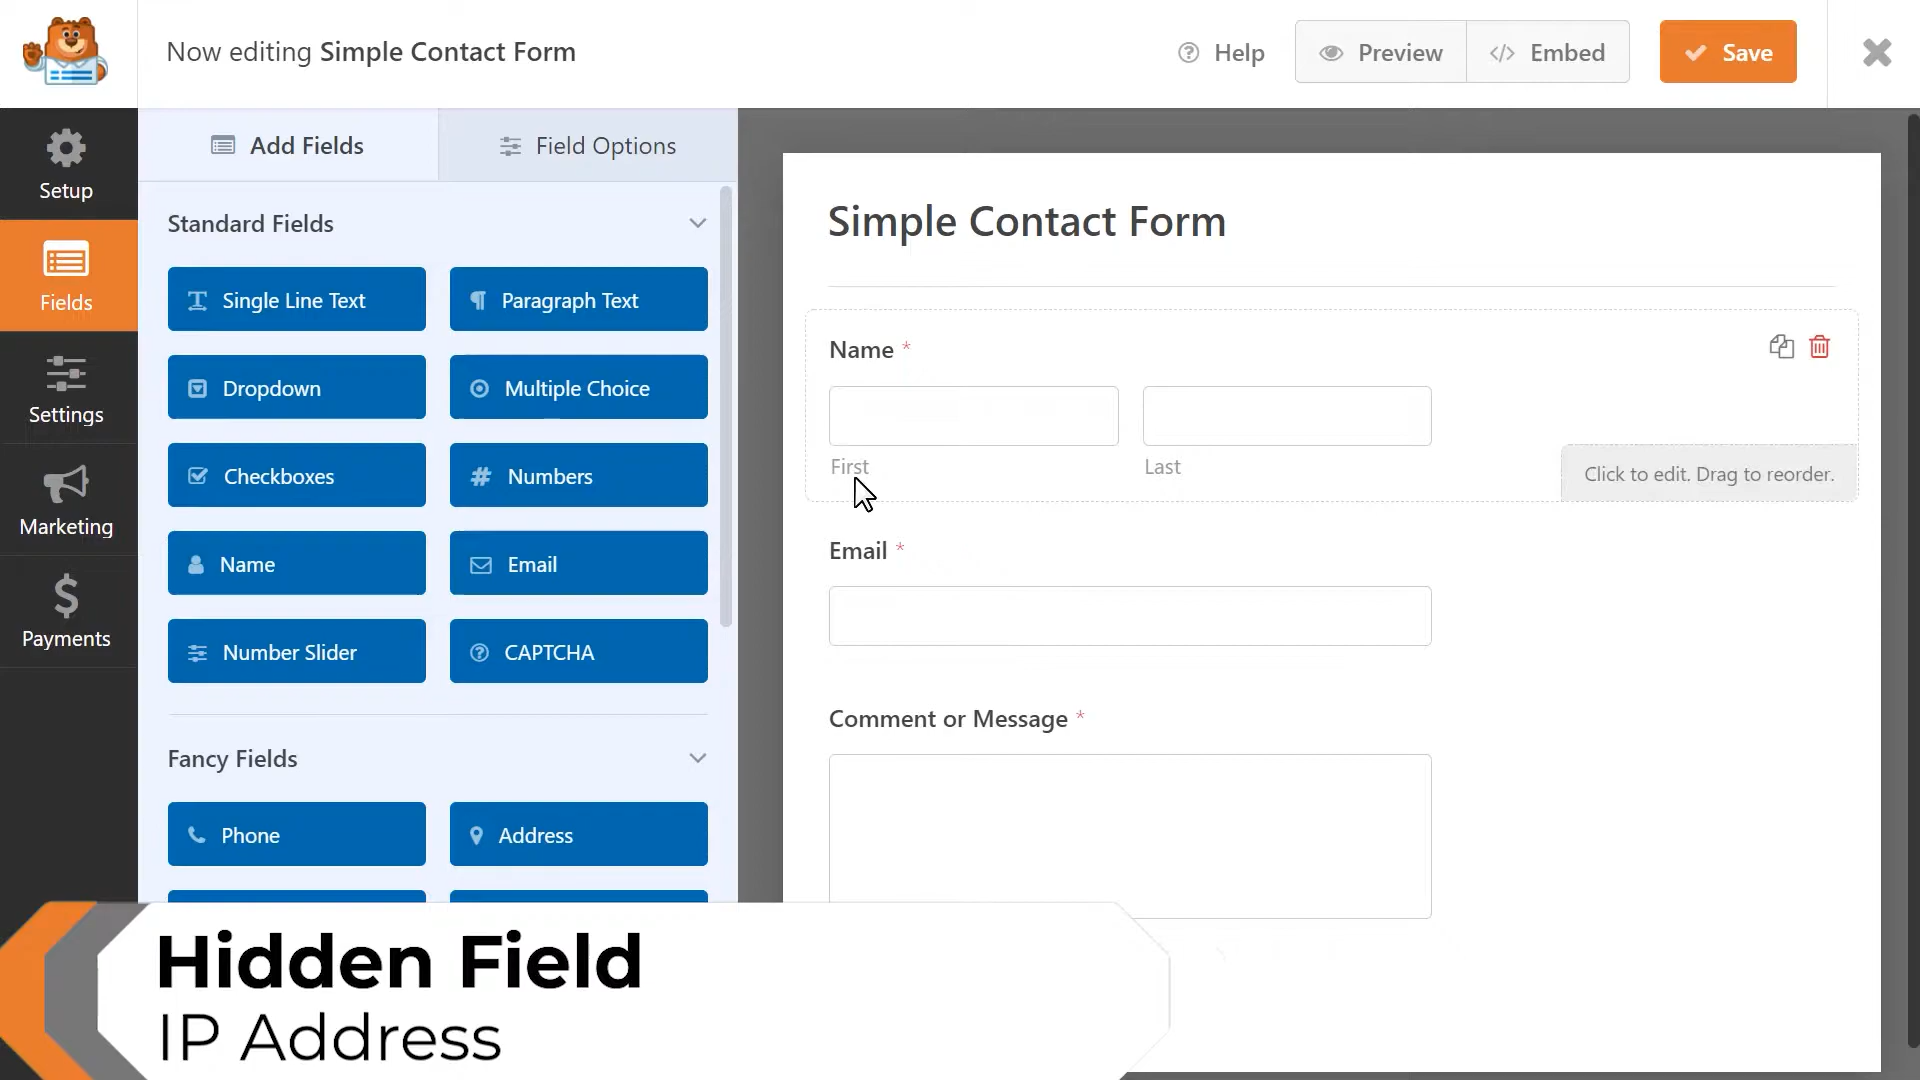 Now editing Simple Contact Form
Help
Preview
Embed
Save
Setup
Fields
Settings
Marketing
Payments
Add Fields
Field Options
Standard Fields
Single Line Text
Paragraph Text
Dropdown
Multiple Choice
Checkboxes
Numbers
Name
Email
Number Slider
CAPTCHA
Fancy Fields
Phone
Address
Simple Contact Form
Name *
First
Last
Click to edit. Drag to reorder.
Email *
Comment or Message *
Hidden Field
IP Address